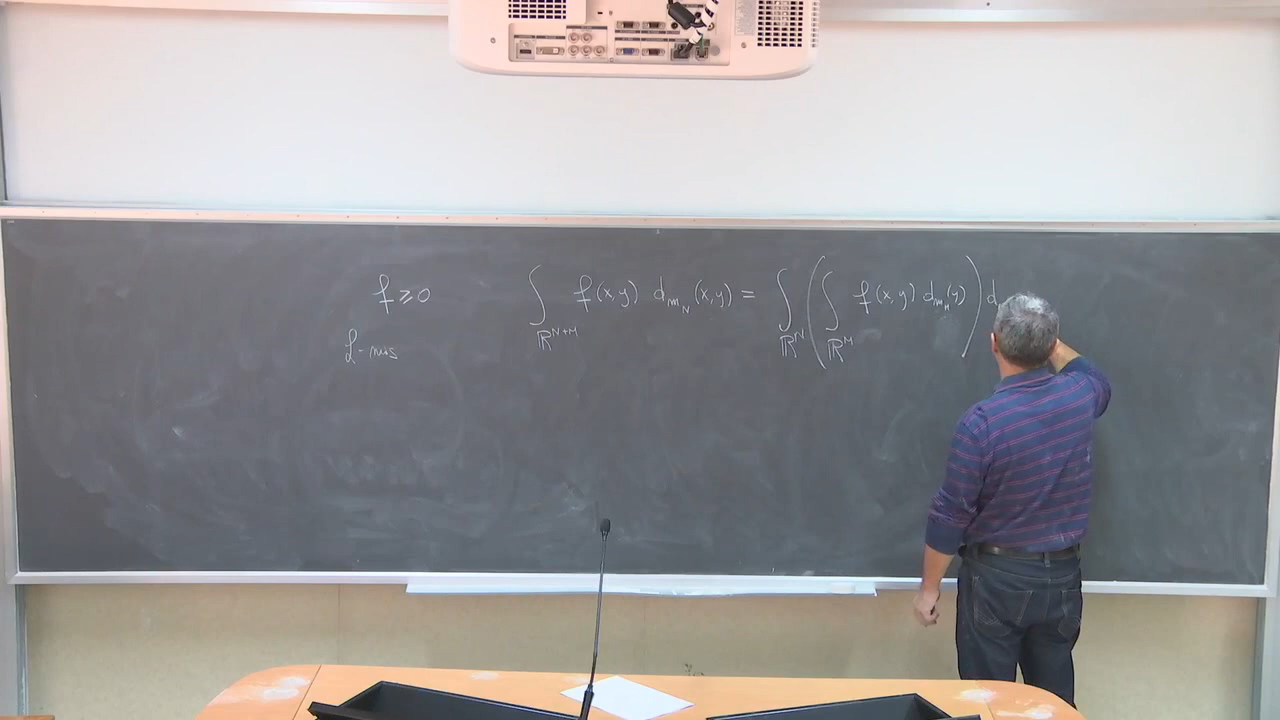 f ≥ 0 ∫_{ℝ^{N+M}} f(x,y) dm_N(x,y) = ∫_{ℝ^N} ( ∫_{ℝ^M} f(x,y) dm_M(y) ) d
L-mis